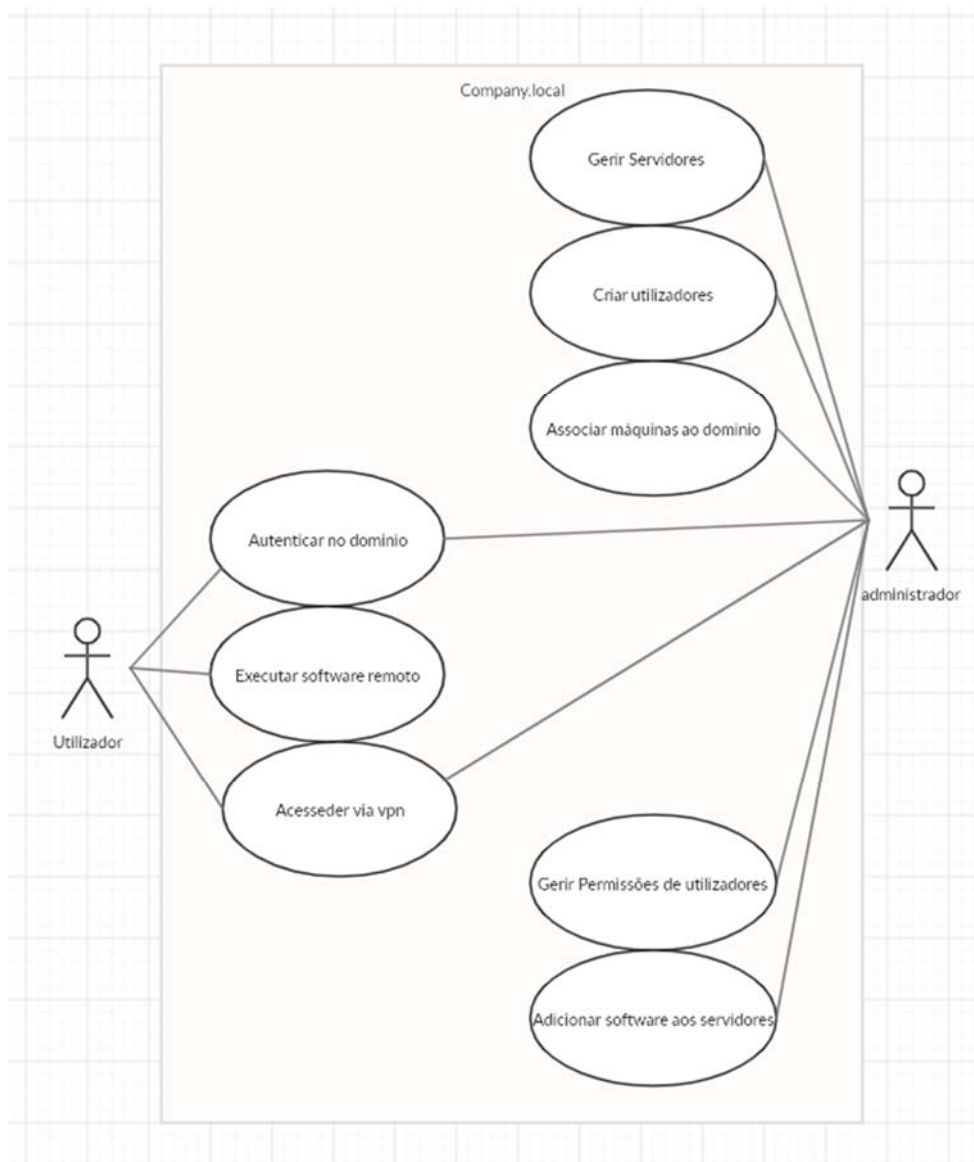 Company.local
Gerir Servidores
Criar utilizadores
Associar máquinas ao dominio
Autenticar no dominio
administrador
Executar software remoto
Utilizador
Acesseder via vpn
Gerir Permissões de utilizadores
Adicionar software aos servidores